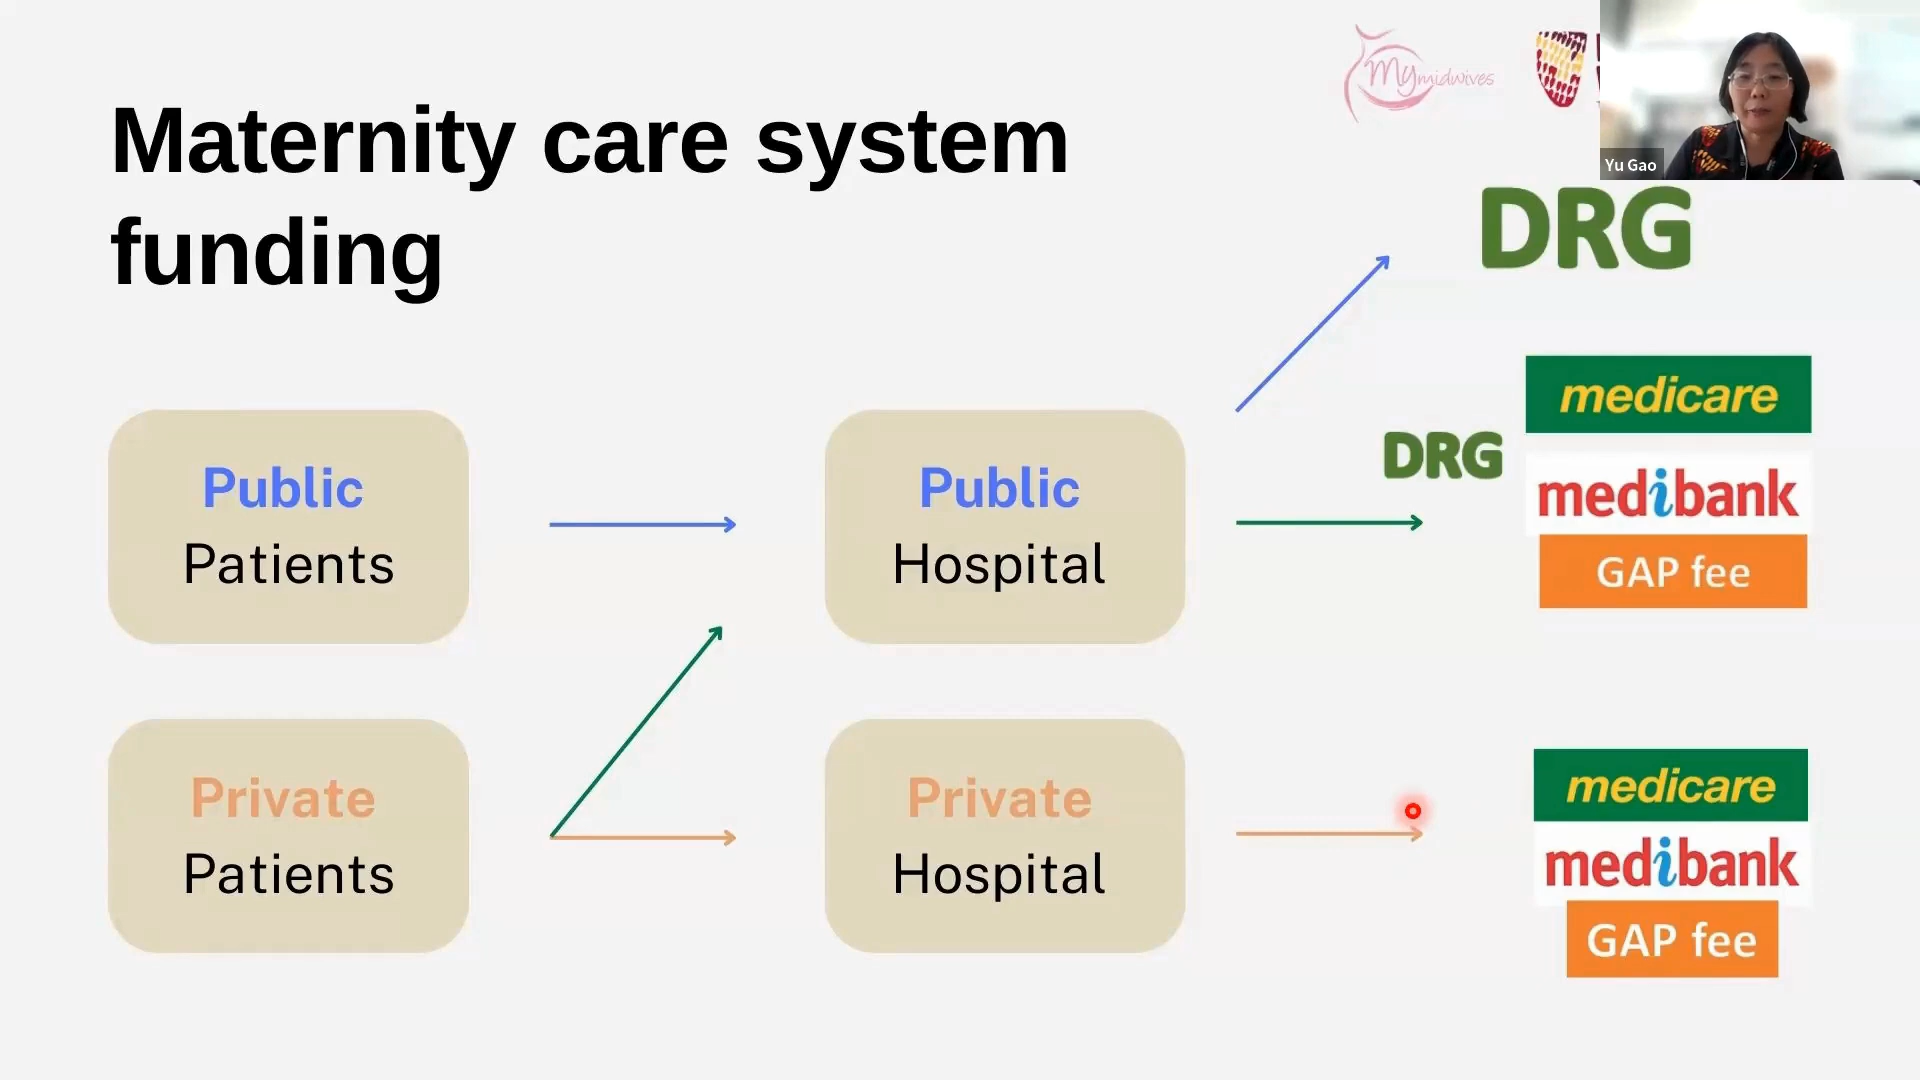 Mymidwives
Yu Gao
Maternity care system
funding
DRG
Public
Patients
Public
Hospital
DRG
medicare
medibank
GAP fee
Private
Patients
Private
Hospital
medicare
medibank
GAP fee